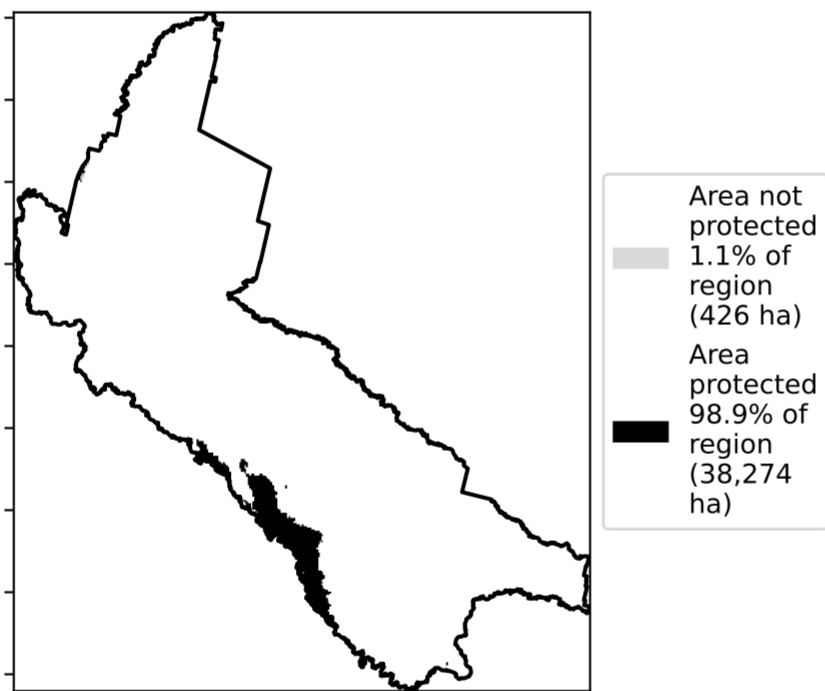 Area not
protected
1.1% of
region
(426 ha)
Area
protected
98.9% of
region
(38,274
ha)